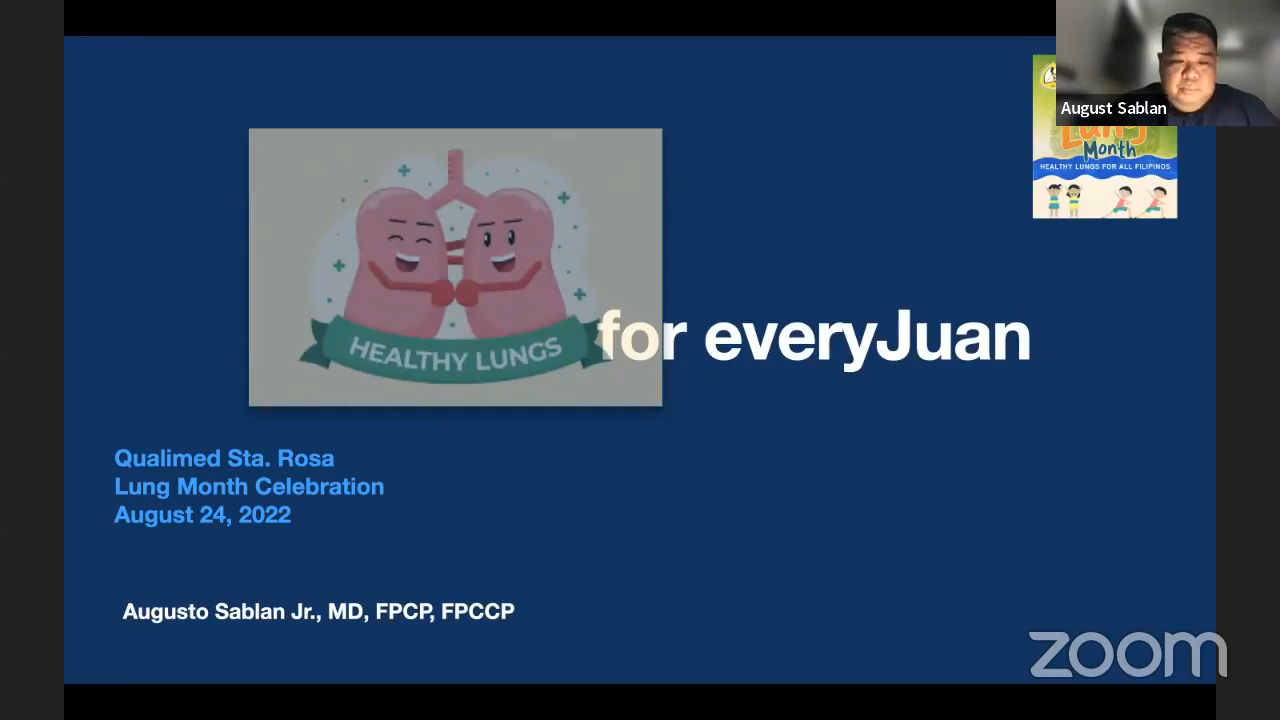 August Sablan
Lung
Month
HEALTHY LUNGS FOR ALL FILIPINOS
HEALTHY LUNGS
for everyJuan
Qualimed Sta. Rosa
Lung Month Celebration
August 24, 2022
Augusto Sablan Jr., MD, FPCP, FPCCP
zoom